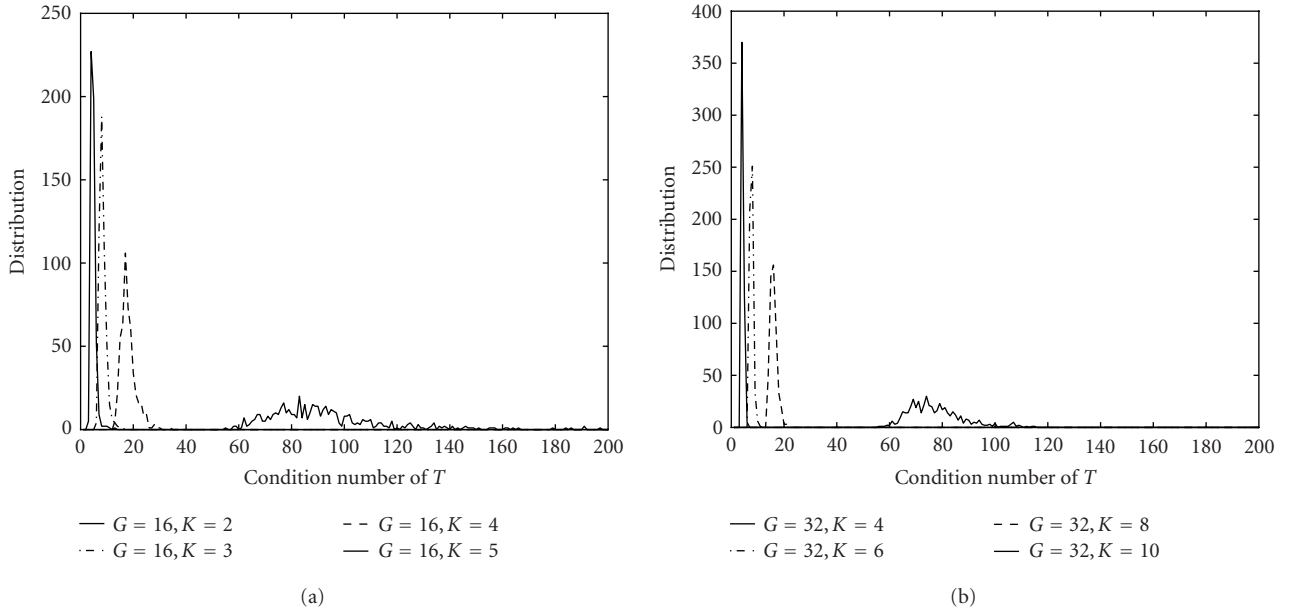 250
200
150
100
50
0
Distribution
0 20 40 60 80 100 120 140 160 180 200
Condition number of T
G = 16, K = 2
G = 16, K = 3
G = 16, K = 4
G = 16, K = 5
(a)
400
350
300
250
200
150
100
50
0
Distribution
0 20 40 60 80 100 120 140 160 180 200
Condition number of T
G = 32, K = 4
G = 32, K = 6
G = 32, K = 8
G = 32, K = 10
(b)